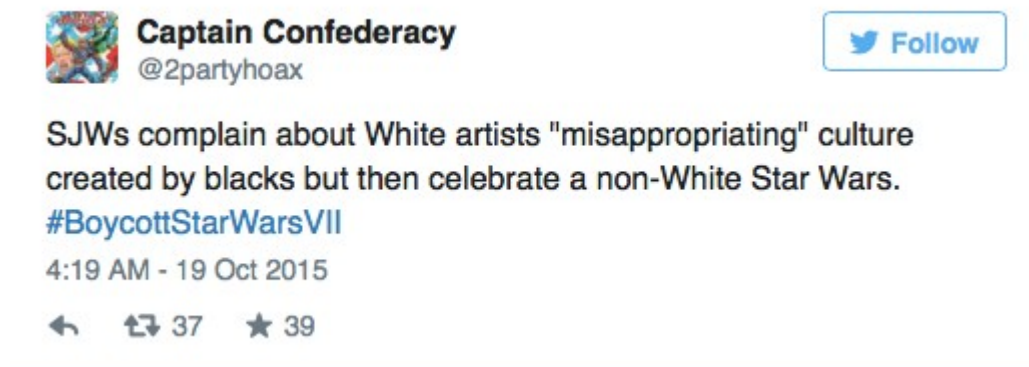 Captain Confederacy
@2partyhoax
Follow
SJWs complain about White artists "misappropriating" culture
created by blacks but then celebrate a non-White Star Wars.
#BoycottStarWarsVII
4:19 AM - 19 Oct 2015
37 39